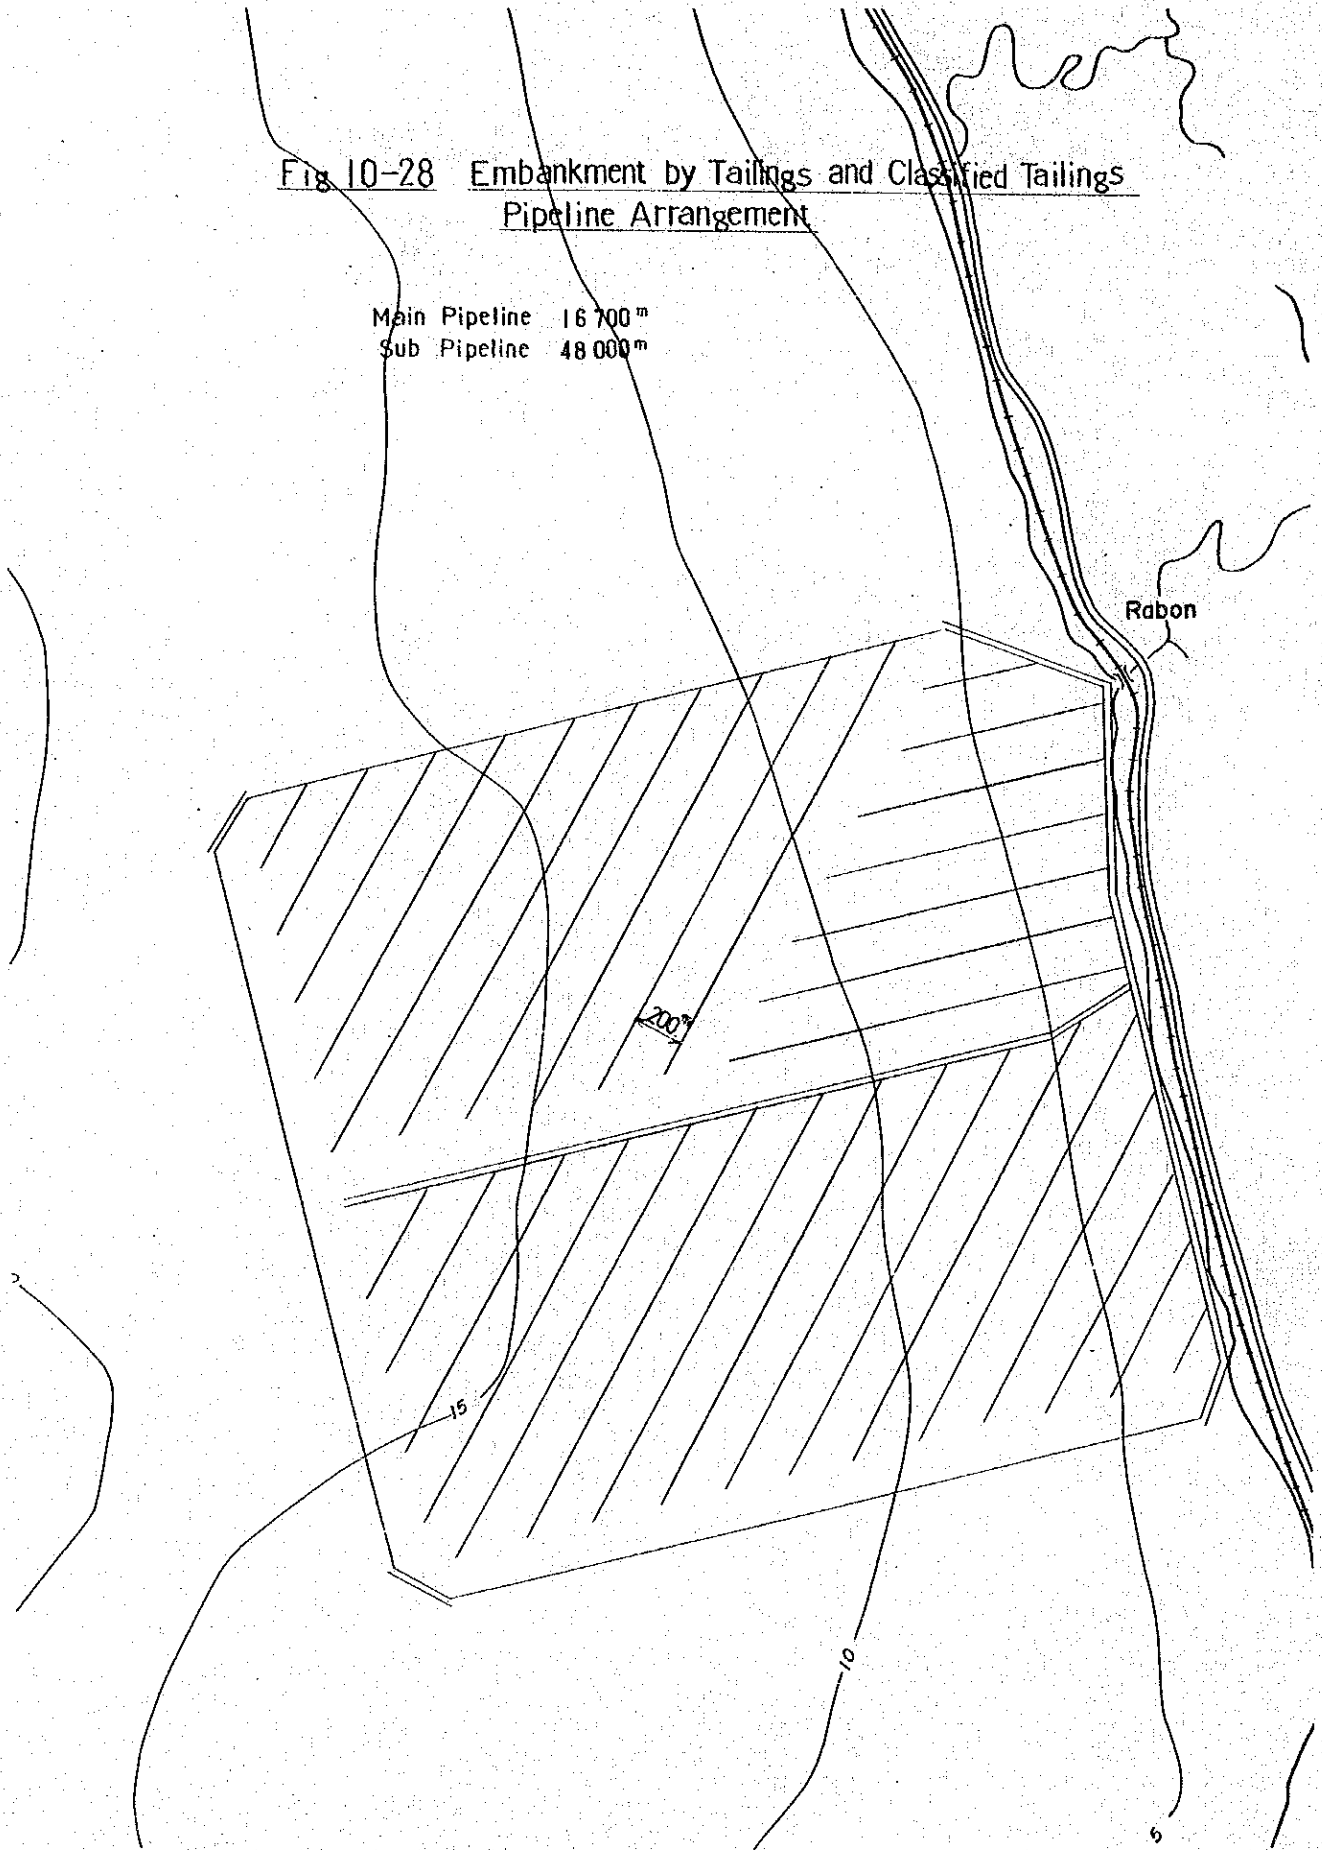 Fig 10-28 Embankment by Tailings and Classified Tailings
Pipeline Arrangement
Main Pipeline 16 700 m
Sub Pipeline 48 000 m
Rabon
200 m
15
10
5